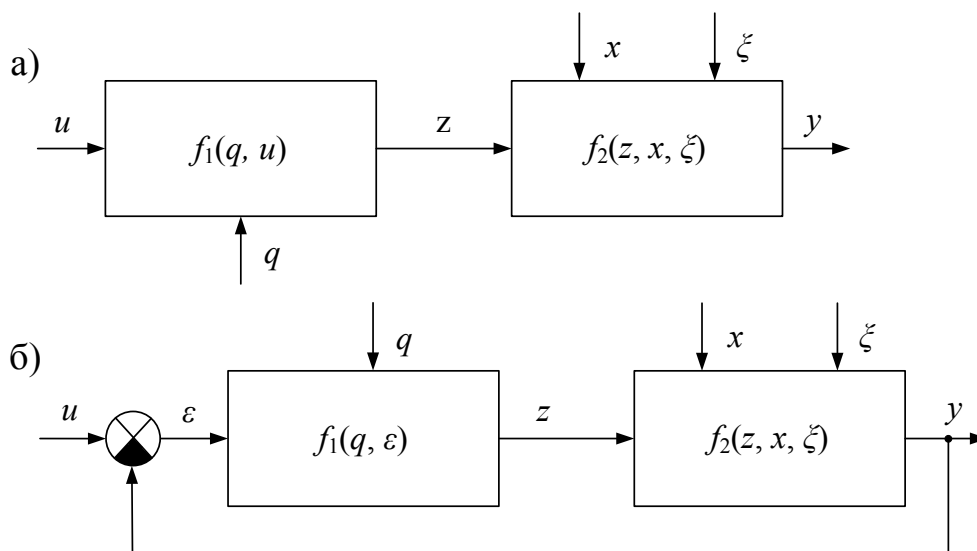 а)
x
ξ
u
f₁(q, u)
z
f₂(z, x, ξ)
y
q
б)
q
x
ξ
u
ε
f₁(q, ε)
z
f₂(z, x, ξ)
y